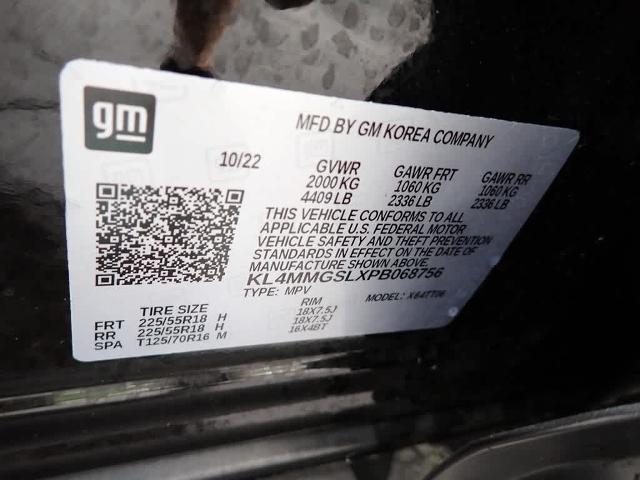 gm
MFD BY GM KOREA COMPANY
10/22 GVWR GAWR FRT GAWR RR
2000 KG 1060 KG 1060 KG
4409 LB 2336 LB 2336 LB
THIS VEHICLE CONFORMS TO ALL
APPLICABLE U.S. FEDERAL MOTOR
VEHICLE SAFETY AND THEFT PREVENTION
STANDARDS IN EFFECT ON THE DATE OF
MANUFACTURE SHOWN ABOVE.
KL4MMGSLXPB068756
TYPE: MPV MODEL: X64TT06
TIRE SIZE RIM
FRT 225/55R18 H 18X7.5J
RR 225/55R18 H 18X7.5J
SPA T125/70R16 M 16X4BT